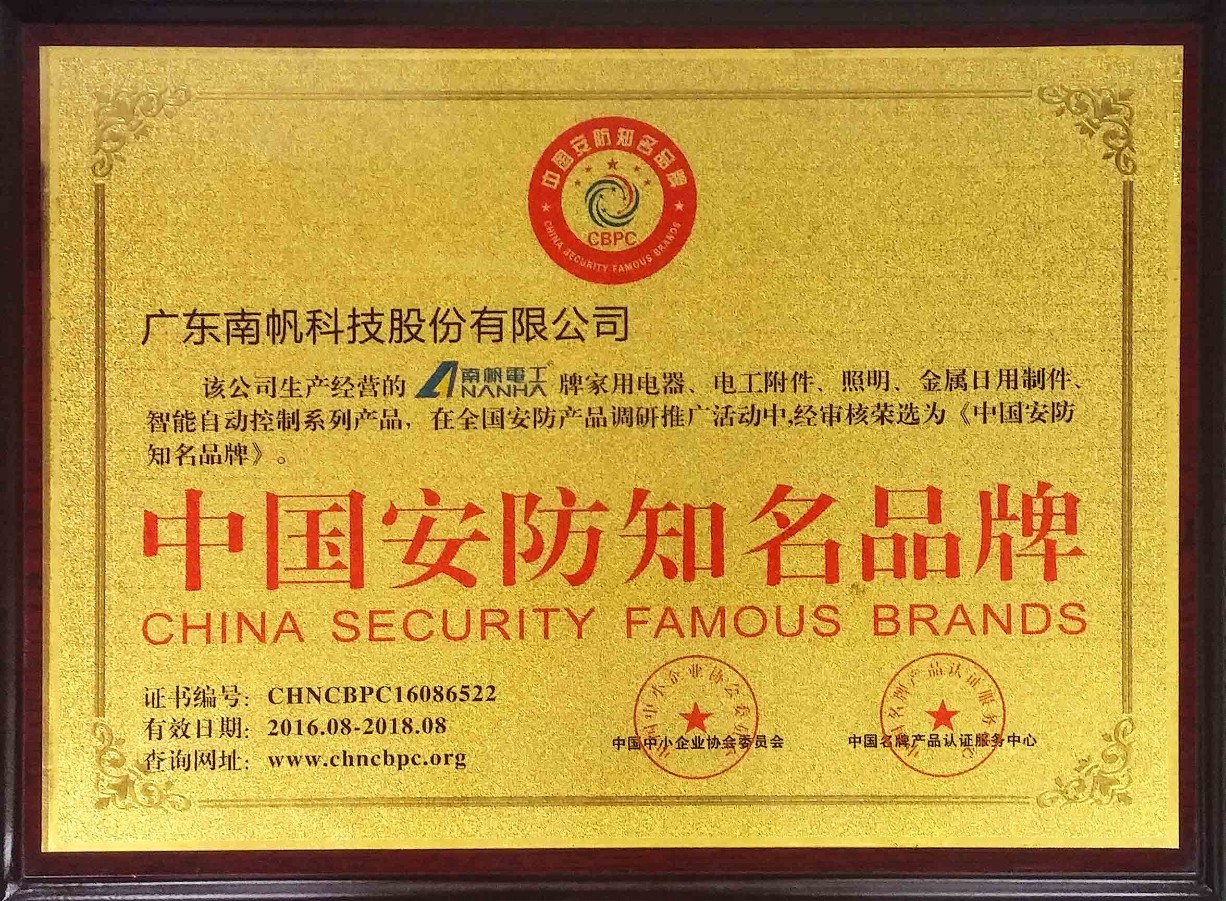 中国安防知名品牌
CBPC
CHINA SECURITY FAMOUS BRANDS
广东南帆科技股份有限公司
该公司生产经营的 南帆電工 NANHA 牌家用电器、电工附件、照明、金属日用制件、
智能自动控制系列产品，在全国安防产品调研推广活动中,经审核荣选为《中国安防
知名品牌》。
中国安防知名品牌
CHINA SECURITY FAMOUS BRANDS
证书编号：CHNCBPC16086522
有效日期：2016.08-2018.08
查询网址：www.chncbpc.org
中国中小企业协会委员会
中国名牌产品认证服务中心